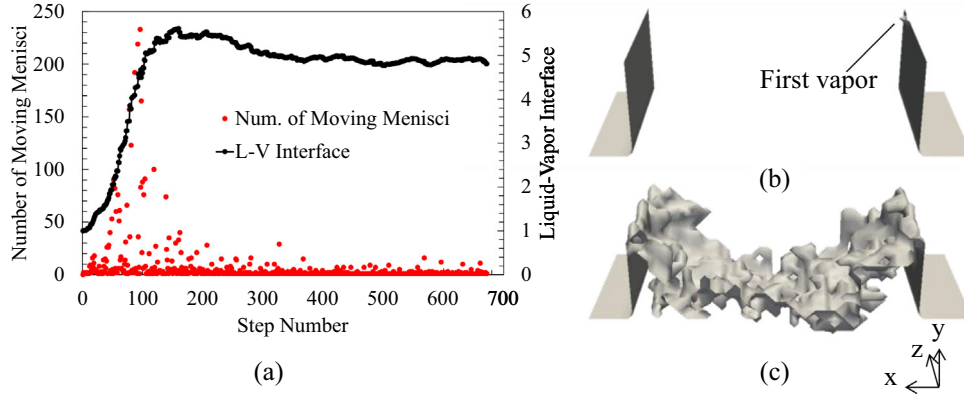 250
200
150
100
50
0
Number of Moving Menisci
6
5
4
3
2
1
0
Liquid-Vapor Interface
Num. of Moving Menisci
L-V Interface
0 100 200 300 400 500 600 700
Step Number
(a)
First vapor
(b)
(c)
y
z
x